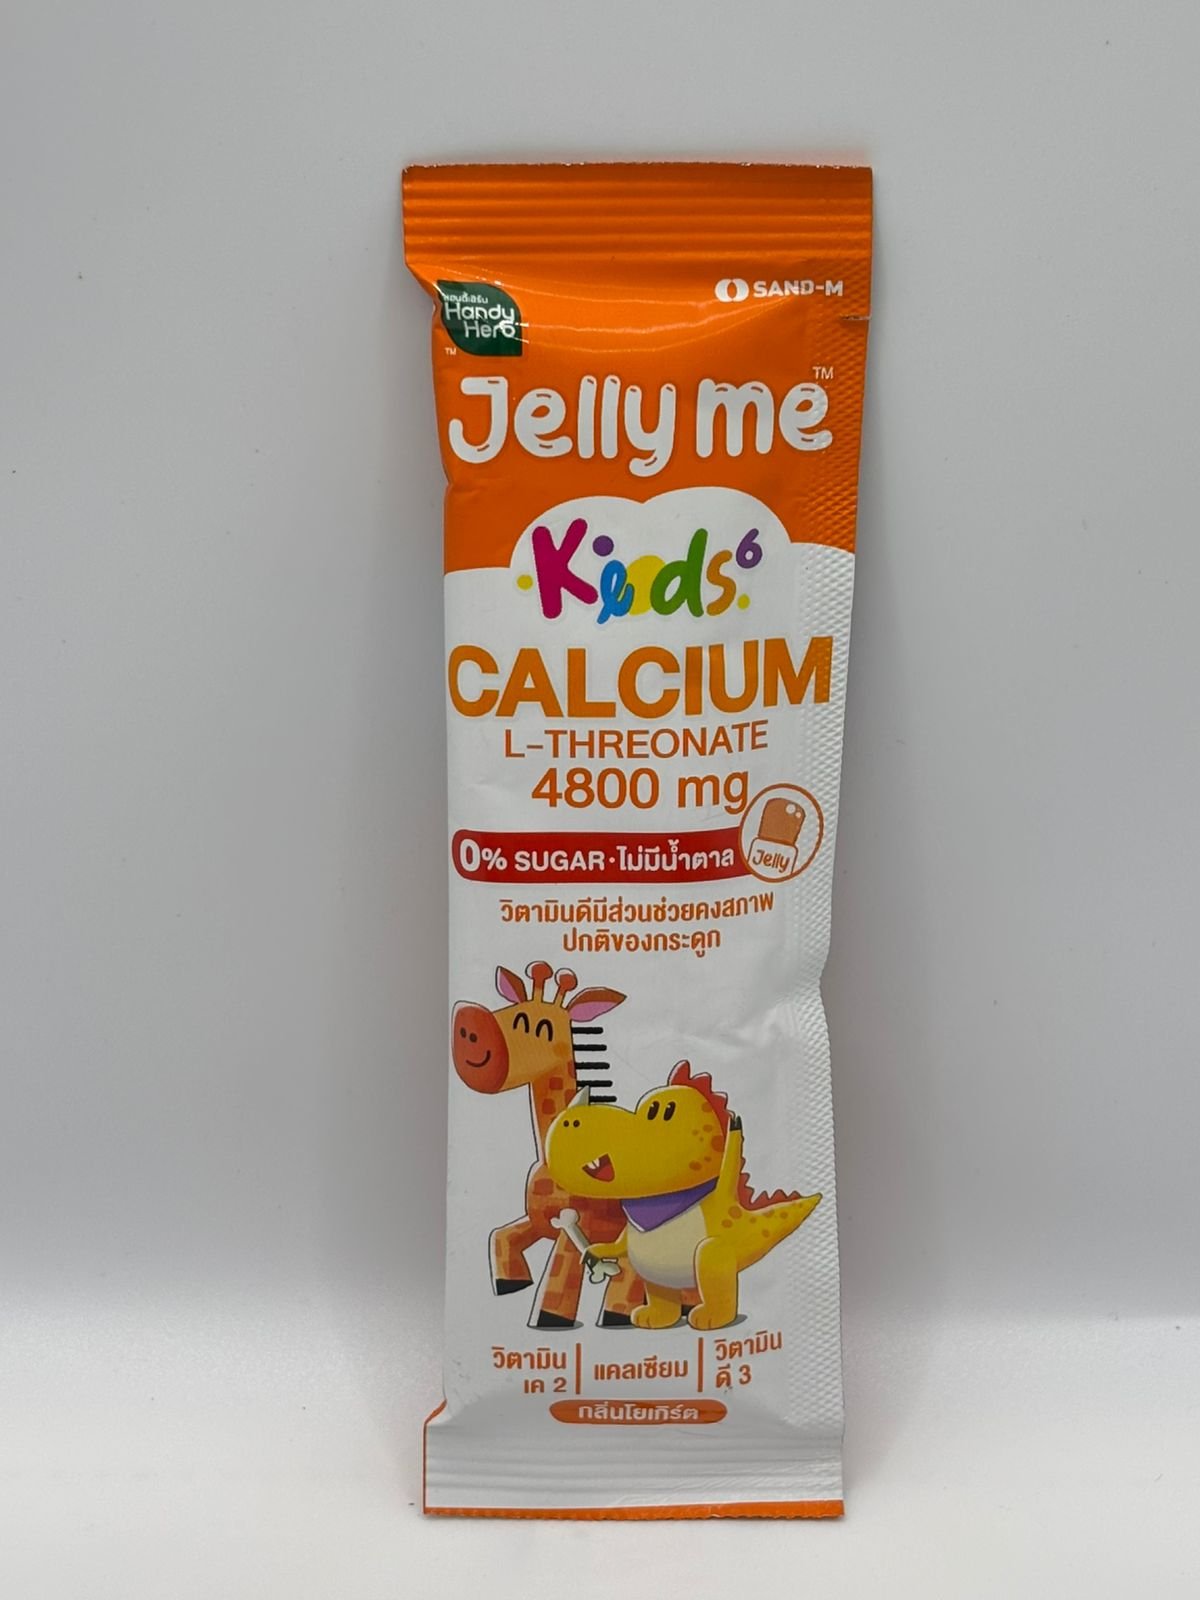 แฮนดี้เฮิร์บ
Handy
Herb
TM
SAND-M
Jelly me TM
Kids 6
CALCIUM
L-THREONATE
4800 mg
0% SUGAR·ไม่มีน้ำตาล
Jelly
วิตามินดีมีส่วนช่วยคงสภาพ
ปกติของกระดูก
วิตามิน
เค 2
แคลเซียม
วิตามิน
ดี 3
กลิ่นโยเกิร์ต